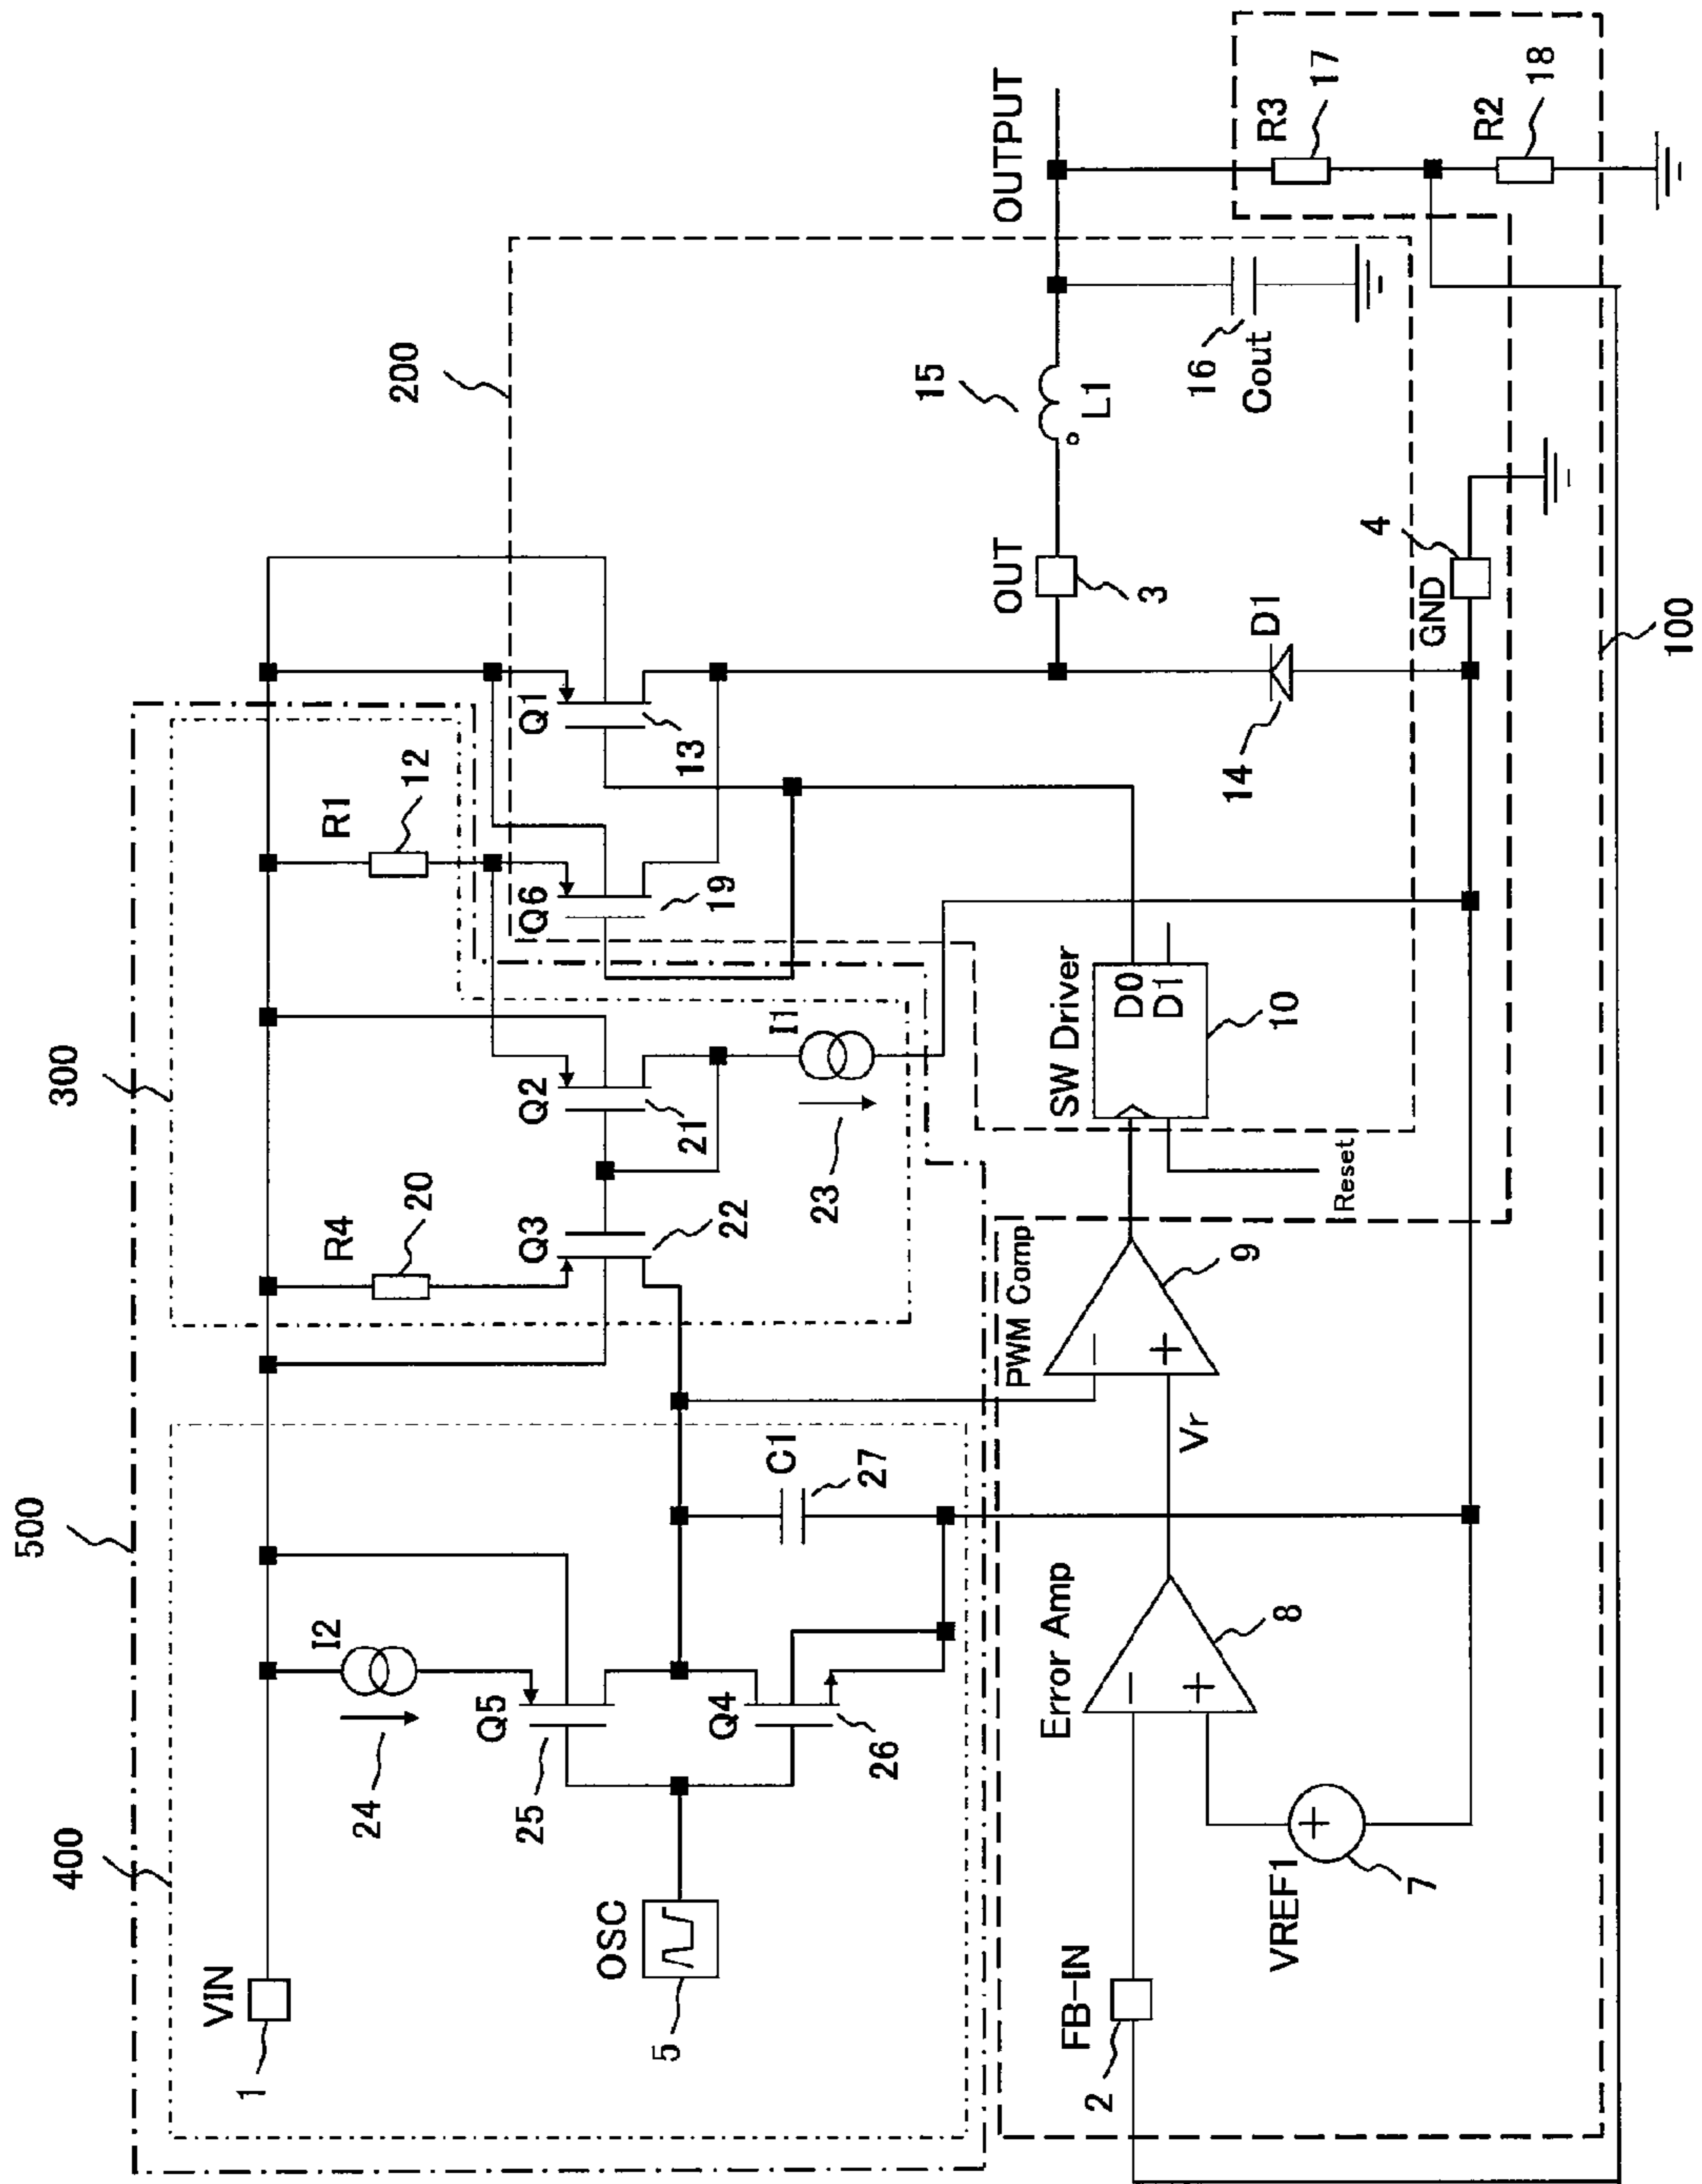 500
400
300
200
100
VIN
1
I2
24
Q5
25
Q4
26
OSC
5
C1
27
R4
20
Q3
22
Q2
21
I1
23
R1
12
Q6
19
Q1
13
OUT
3
15
L1
OUTPUT
16
Cout
14
D1
GND
4
R3
17
R2
18
SW Driver
D0
D1
10
Reset
PWM Comp
−
+
9
Vr
Error Amp
−
+
8
VREF1
+
7
FB-IN
2